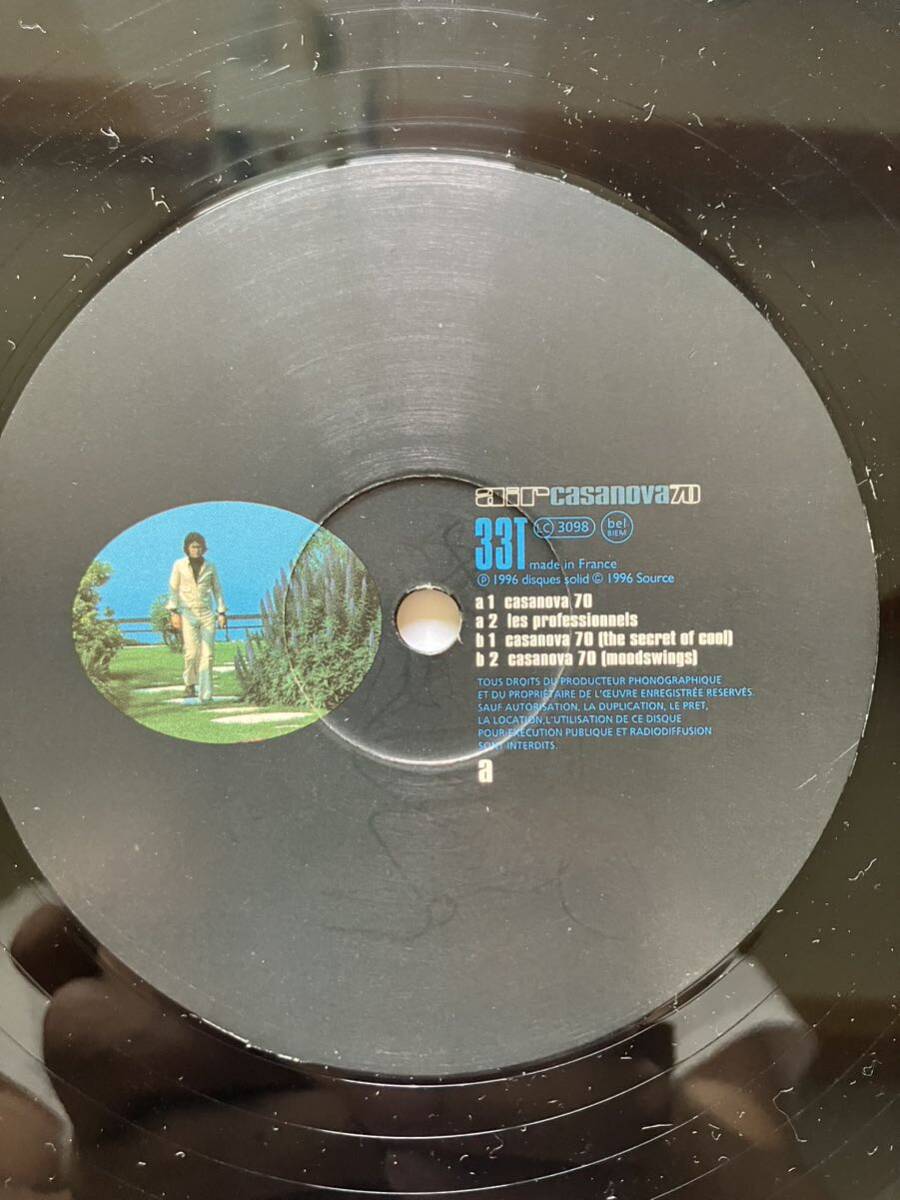 air casanova70
33T LC 3098 bel BIEM
made in France
℗ 1996 disques solid © 1996 Source
a 1 casanova 70
a 2 les professionnels
b 1 casanova 70 (the secret of cool)
b 2 casanova 70 (moodswings)
TOUS DROITS DU PRODUCTEUR PHONOGRAPHIQUE
ET DU PROPRIÉTAIRE DE L'ŒUVRE ENREGISTRÉE RESERVÉS.
SAUF AUTORISATION, LA DUPLICATION, LE PRET,
LA LOCATION,L'UTILISATION DE CE DISQUE
POUR EXECUTION PUBLIQUE ET RADIODIFFUSION
SONT INTERDITS.
a